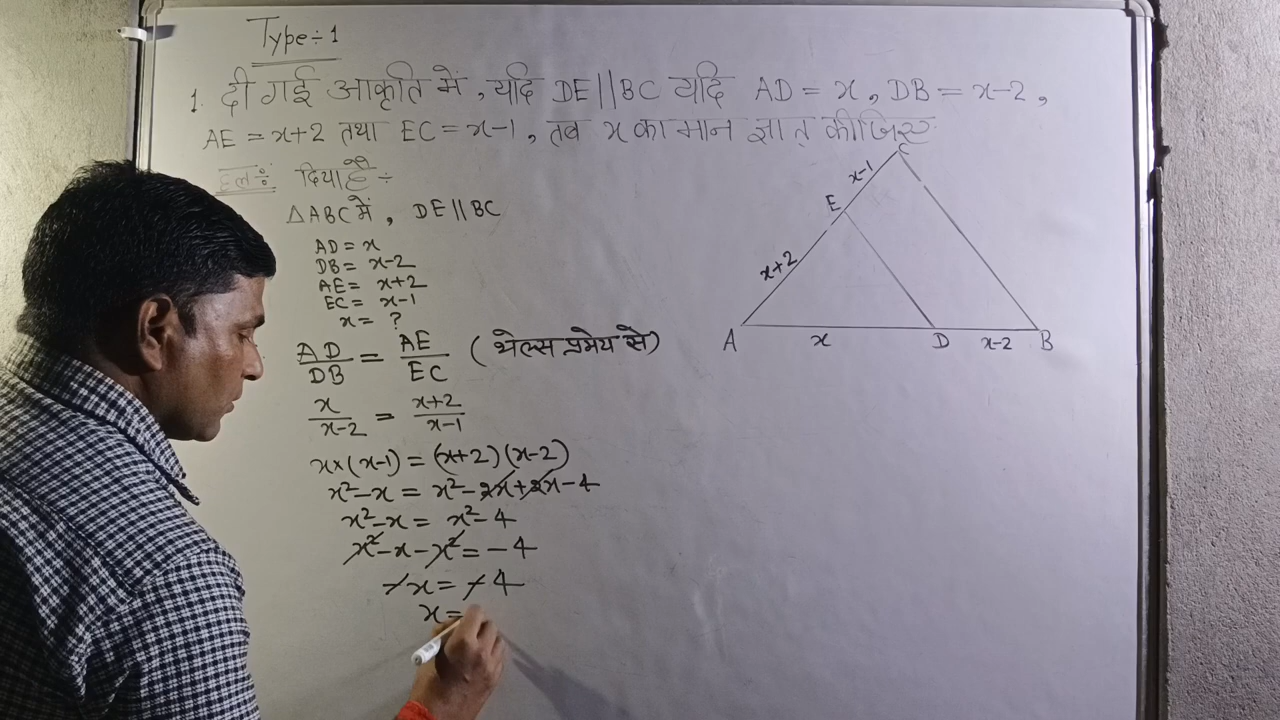 Type÷1
1. दी गई आकृति में, यदि DE||BC यदि AD = x, DB = x-2,
AE = x+2 तथा EC = x-1, तब x का मान ज्ञात कीजिए
हल÷ दिया है÷
△ABC में, DE||BC
AD = x
DB = x-2
AE = x+2
EC = x-1
x = ?
AD/DB = AE/EC (थेल्स प्रमेय से)
x/x-2 = x+2/x-1
x×(x-1) = (x+2)(x-2)
x²-x = x²-2x+2x-4
x²-x = x²-4
x²-x-x² = -4
-x = -4
x =
C
x-1
E
x+2
A x D x-2 B